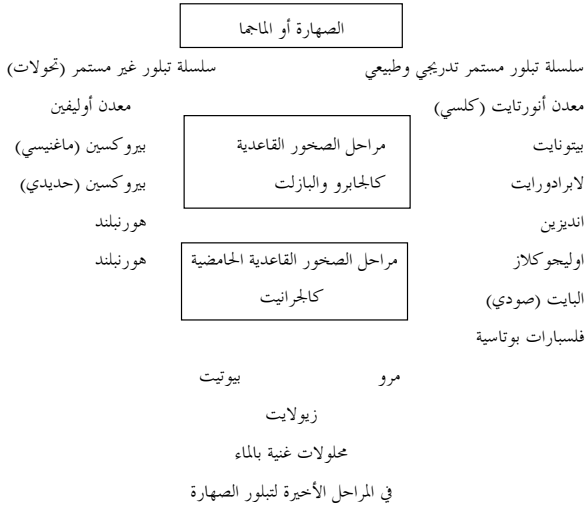 الصهارة أو الماجما
سلسلة تبلور مستمر تدريجي وطبيعي سلسلة تبلور غير مستمر (تحولات)
معدن أنورتايت (كلسي) معدن أوليفين
بيتونايت مراحل الصخور القاعدية بيروكسين (ماغنيسي)
لابرادورايت كالجابرو والبازلت بيروكسين (حديدي)
انديزين هورنبلند
اوليجوكلاز مراحل الصخور القاعدية الحامضية هورنبلند
البايت (صودي) كالجرانيت
فلسبارات بوتاسية
مرو بيوتيت
زيولايت
محلولات غنية بالماء
في المراحل الأخيرة لتبلور الصهارة